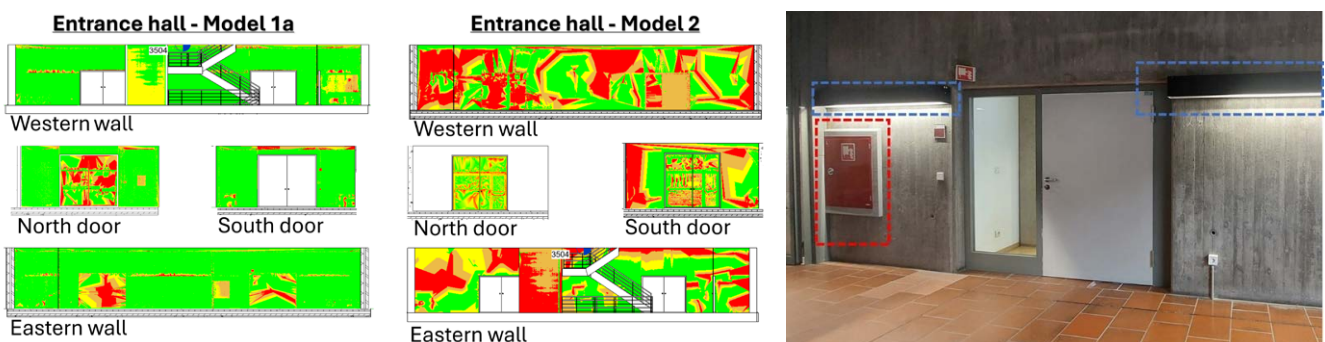 Entrance hall - Model 1a
3504
Western wall
North door
South door
Eastern wall
Entrance hall - Model 2
Western wall
North door
South door
3504
Eastern wall